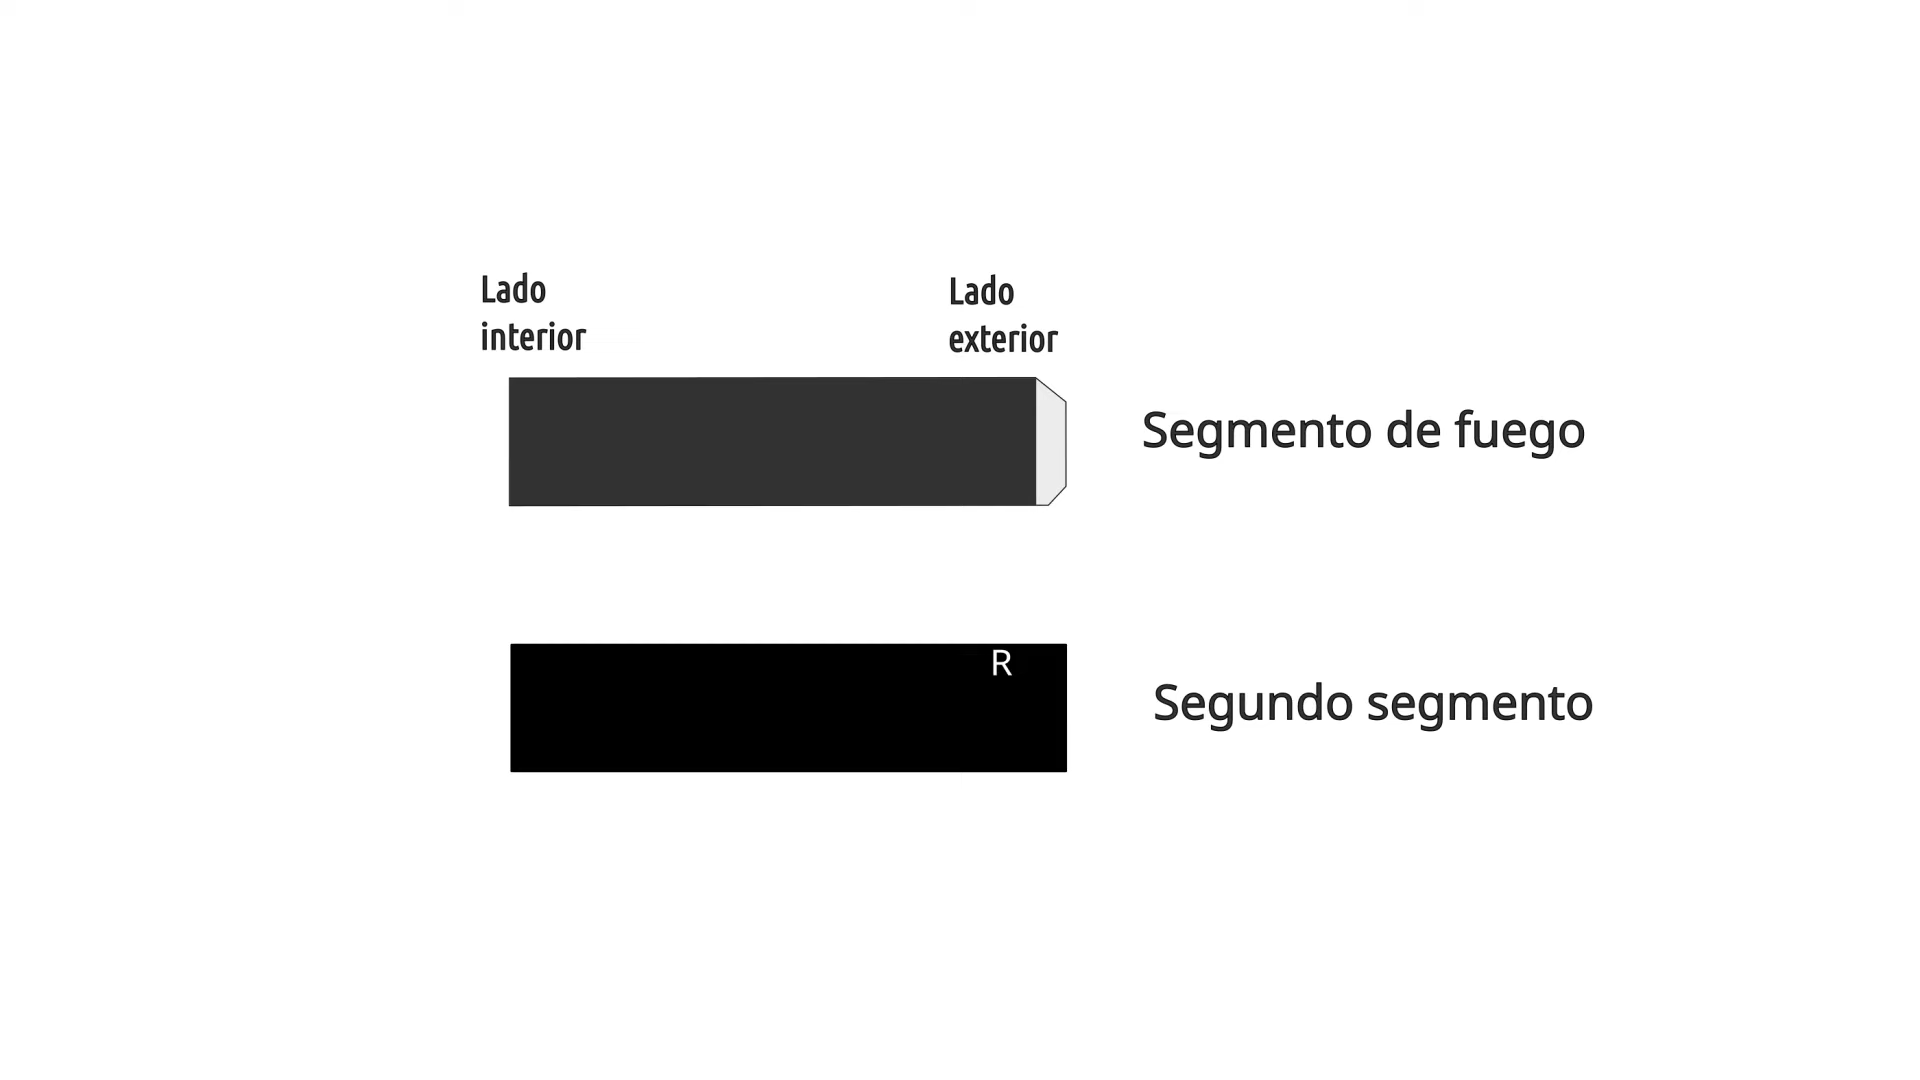 Lado
interior
Lado
exterior
Segmento de fuego
R
Segundo segmento